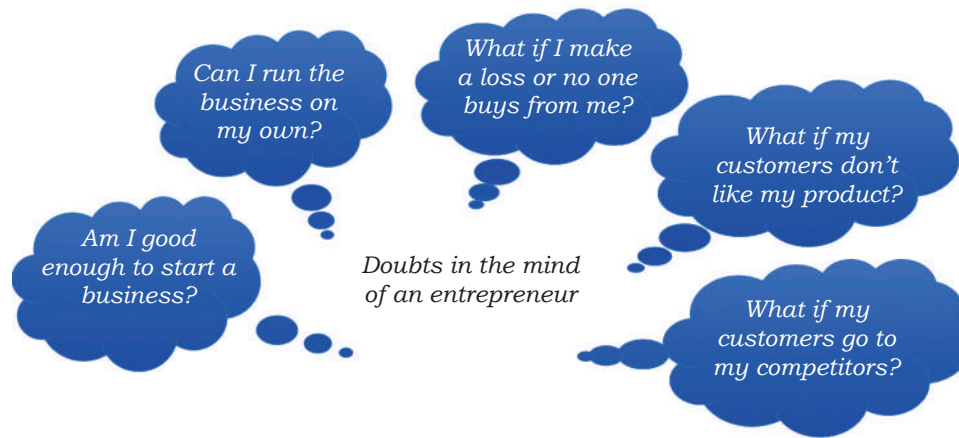 Am I good
enough to start a
business?
Can I run the
business on
my own?
What if I make
a loss or no one
buys from me?
What if my
customers don't
like my product?
What if my
customers go to
my competitors?
Doubts in the mind
of an entrepreneur